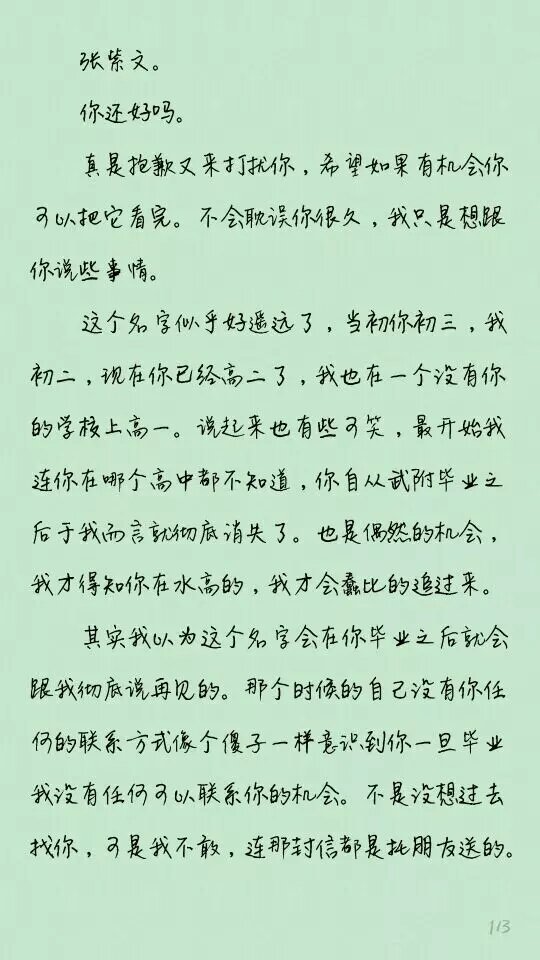 张紫文。
你还好吗。
真是抱歉又来打扰你，希望如果有机会你
可以把它看完。不会耽误你很久，我只是想跟
你说些事情。
这个名字似乎好遥远了，当初你初三，我
初二，现在你已经高二了，我也在一个没有你
的学校上高一。说起来也有些可笑，最开始我
连你在哪个高中都不知道，你自从武附毕业之
后于我而言就彻底消失了。也是偶然的机会，
我才得知你在水高的，我才会蠢比的追过来。
其实我以为这个名字会在你毕业之后就会
跟我彻底说再见的。那个时候的自己没有你任
何的联系方式像个傻子一样意识到你一旦毕业
我没有任何可以联系你的机会。不是没想过去
找你，可是我不敢，连那封信都是托朋友送的。
1/3